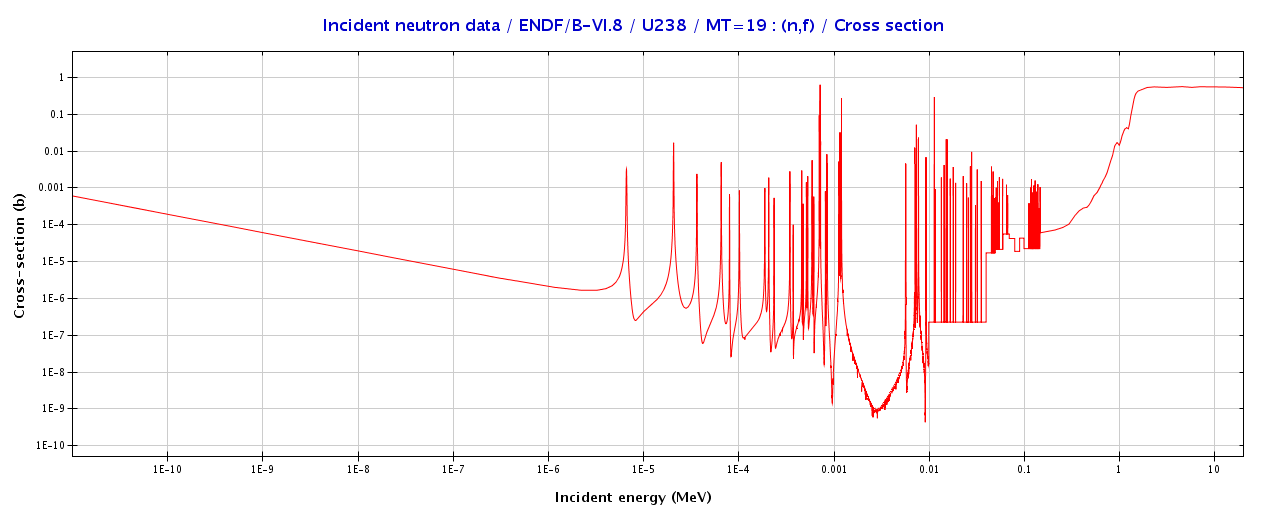 Incident neutron data / ENDF/B-VI.8 / U238 / MT=19 : (n,f) / Cross section
1
0.1
0.01
0.001
1E-4
1E-5
1E-6
1E-7
1E-8
1E-9
1E-10
Cross-section (b)
1E-10 1E-9 1E-8 1E-7 1E-6 1E-5 1E-4 0.001 0.01 0.1 1 10
Incident energy (MeV)